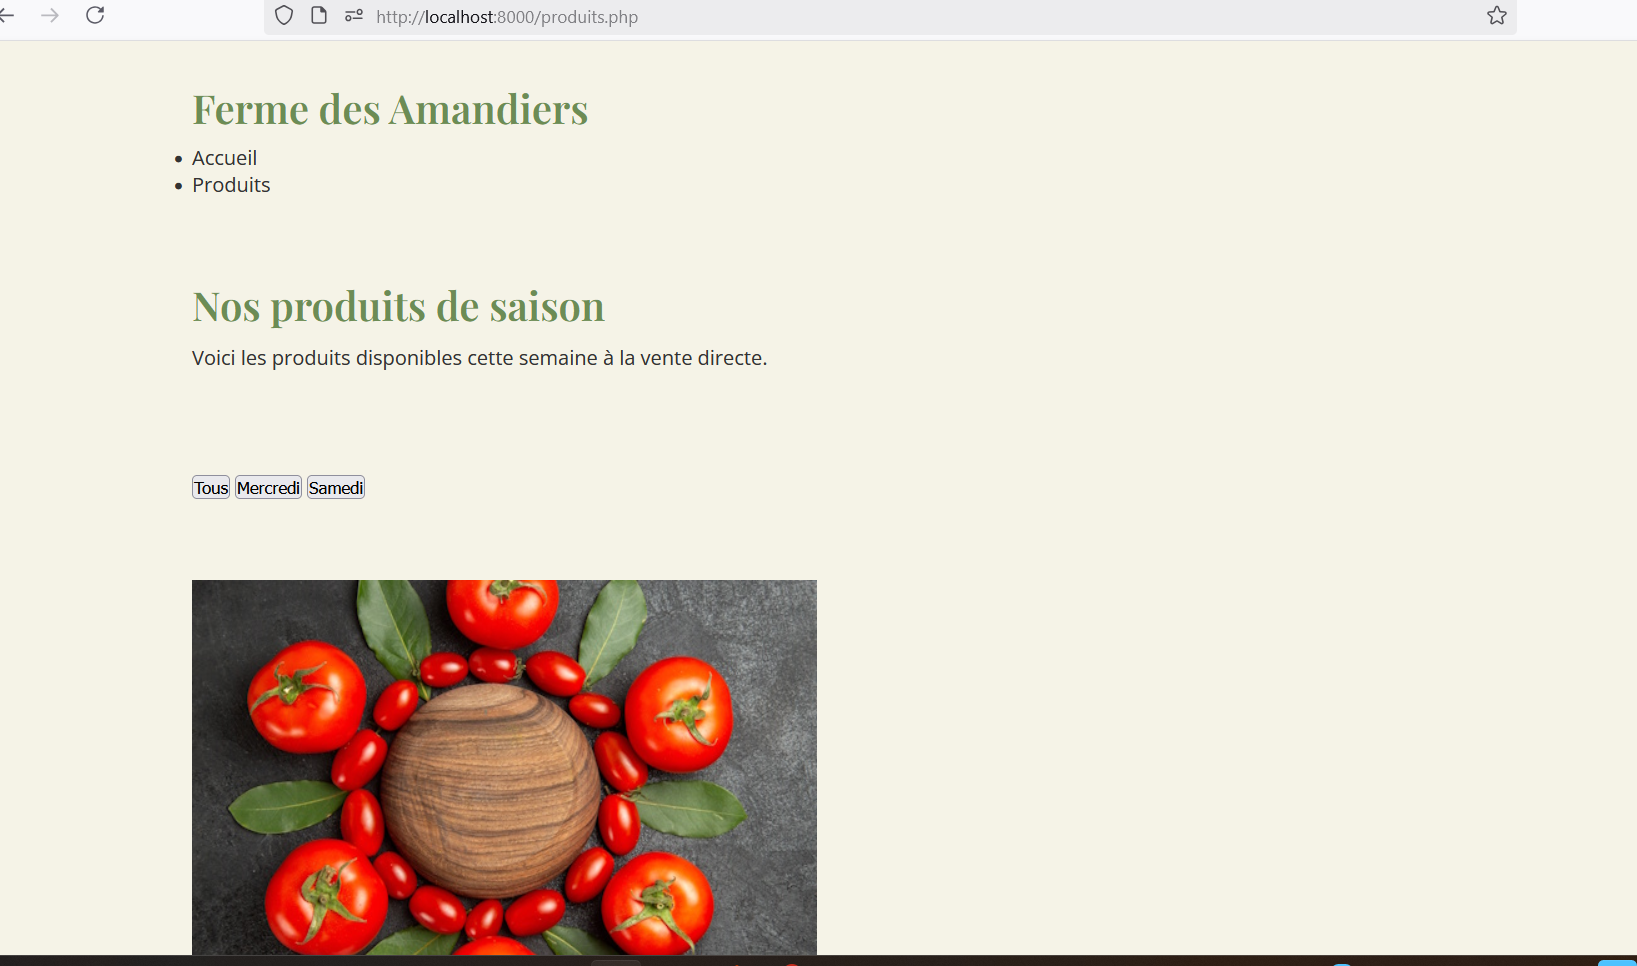 http://localhost:8000/produits.php
Ferme des Amandiers
Accueil
Produits
Nos produits de saison
Voici les produits disponibles cette semaine à la vente directe.
Tous Mercredi Samedi